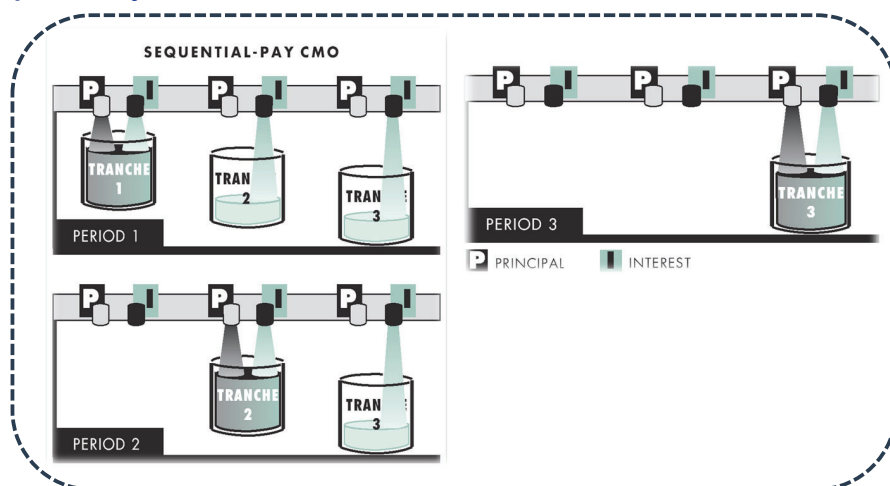 SEQUENTIAL-PAY CMO
P I P I P I
TRANCHE
1
TRAN
2
TRAN E
3
PERIOD 1
P I P I P I
TRANCHE
2
TRAN
3
PERIOD 2
P I P I P I
TRANCHE
3
PERIOD 3
P PRINCIPAL I INTEREST